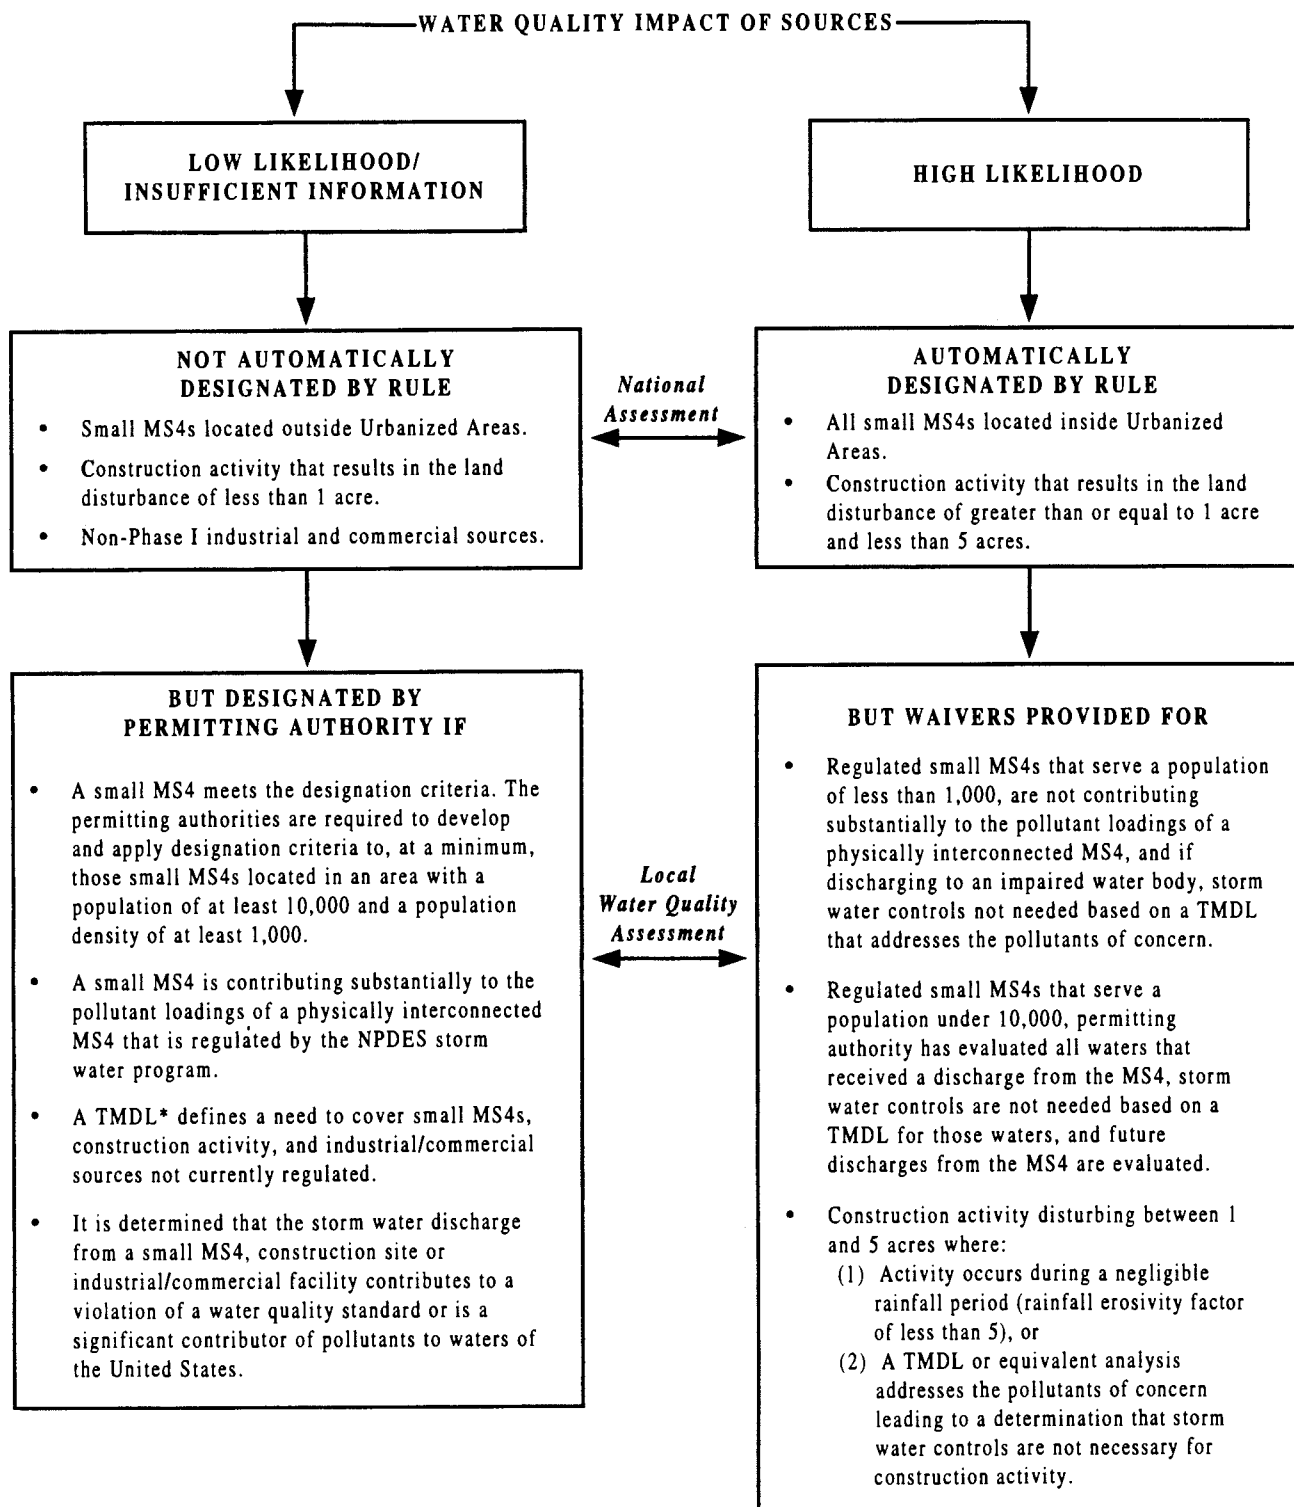 WATER QUALITY IMPACT OF SOURCES
LOW LIKELIHOOD/
INSUFFICIENT INFORMATION
HIGH LIKELIHOOD
NOT AUTOMATICALLY
DESIGNATED BY RULE
• Small MS4s located outside Urbanized Areas.
• Construction activity that results in the land
disturbance of less than 1 acre.
• Non-Phase I industrial and commercial sources.
National
Assessment
AUTOMATICALLY
DESIGNATED BY RULE
• All small MS4s located inside Urbanized
Areas.
• Construction activity that results in the land
disturbance of greater than or equal to 1 acre
and less than 5 acres.
BUT DESIGNATED BY
PERMITTING AUTHORITY IF
• A small MS4 meets the designation criteria. The
permitting authorities are required to develop
and apply designation criteria to, at a minimum,
those small MS4s located in an area with a
population of at least 10,000 and a population
density of at least 1,000.
• A small MS4 is contributing substantially to the
pollutant loadings of a physically interconnected
MS4 that is regulated by the NPDES storm
water program.
• A TMDL* defines a need to cover small MS4s,
construction activity, and industrial/commercial
sources not currently regulated.
• It is determined that the storm water discharge
from a small MS4, construction site or
industrial/commercial facility contributes to a
violation of a water quality standard or is a
significant contributor of pollutants to waters of
the United States.
Local
Water Quality
Assessment
BUT WAIVERS PROVIDED FOR
• Regulated small MS4s that serve a population
of less than 1,000, are not contributing
substantially to the pollutant loadings of a
physically interconnected MS4, and if
discharging to an impaired water body, storm
water controls not needed based on a TMDL
that addresses the pollutants of concern.
• Regulated small MS4s that serve a
population under 10,000, permitting
authority has evaluated all waters that
received a discharge from the MS4, storm
water controls are not needed based on a
TMDL for those waters, and future
discharges from the MS4 are evaluated.
• Construction activity disturbing between 1
and 5 acres where:
(1) Activity occurs during a negligible
rainfall period (rainfall erosivity factor
of less than 5), or
(2) A TMDL or equivalent analysis
addresses the pollutants of concern
leading to a determination that storm
water controls are not necessary for
construction activity.